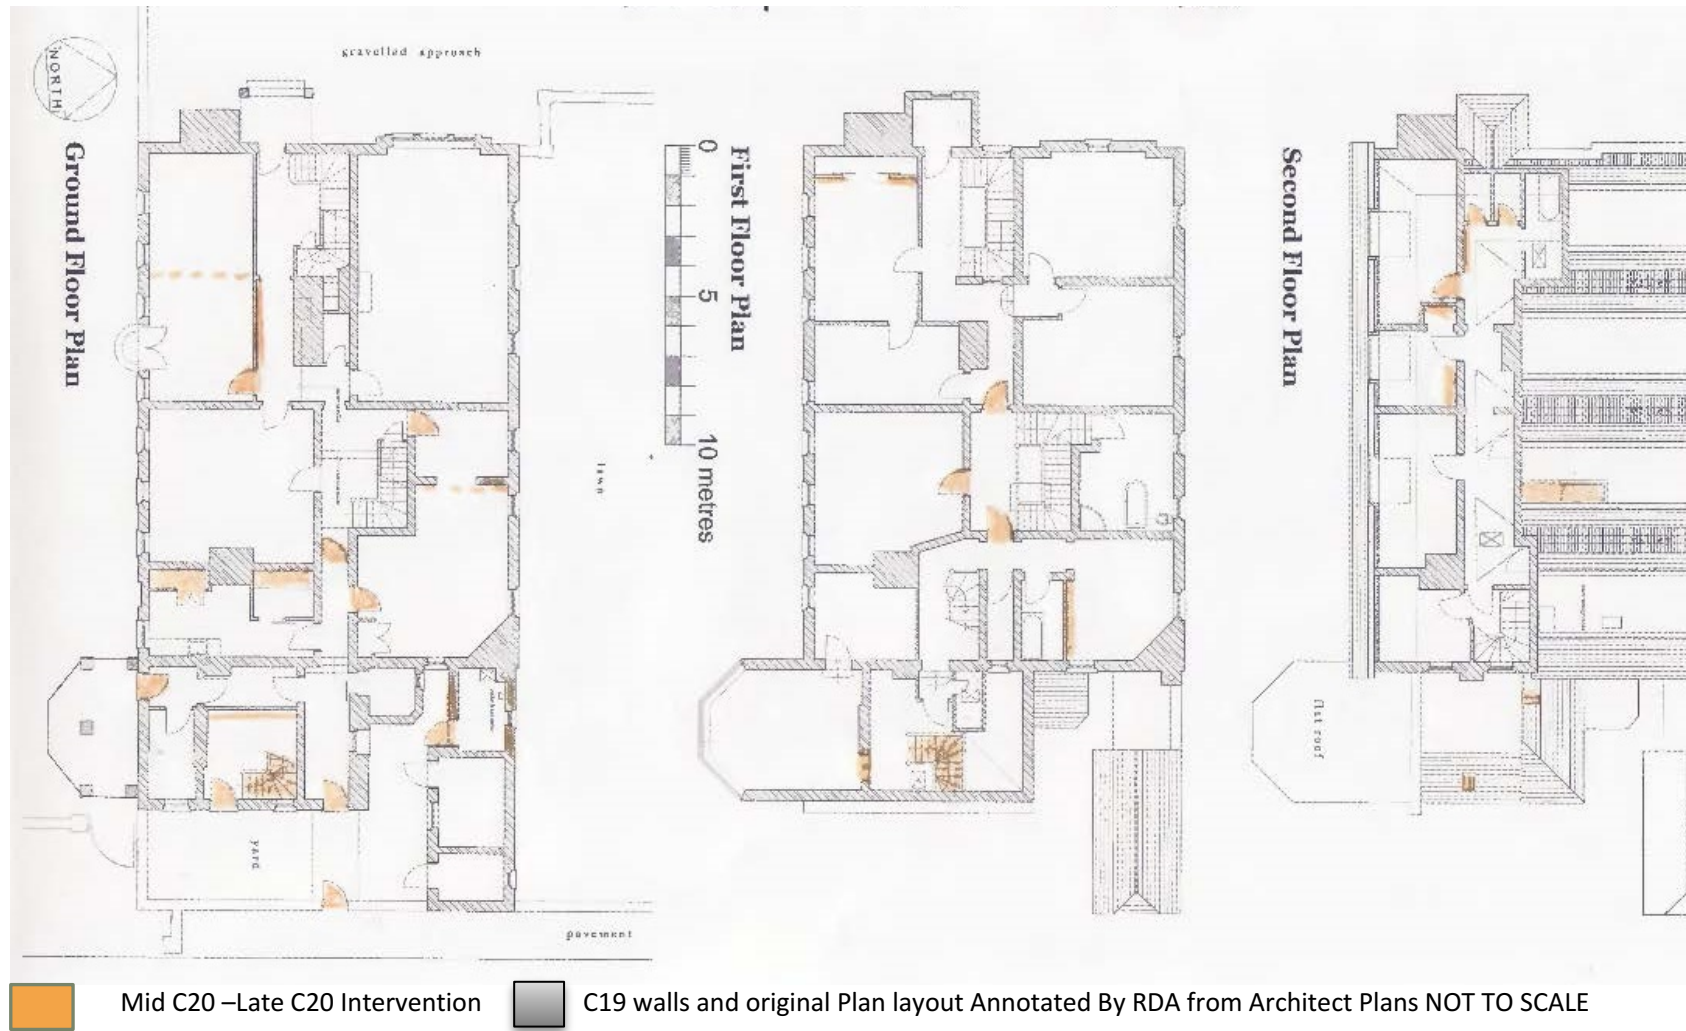 gravelled approach
NORTH
Ground Floor Plan
First Floor Plan
Second Floor Plan
0
5
10 metres
lawn
flat roof
yard
pavement
Mid C20 –Late C20 Intervention
C19 walls and original Plan layout Annotated By RDA from Architect Plans NOT TO SCALE